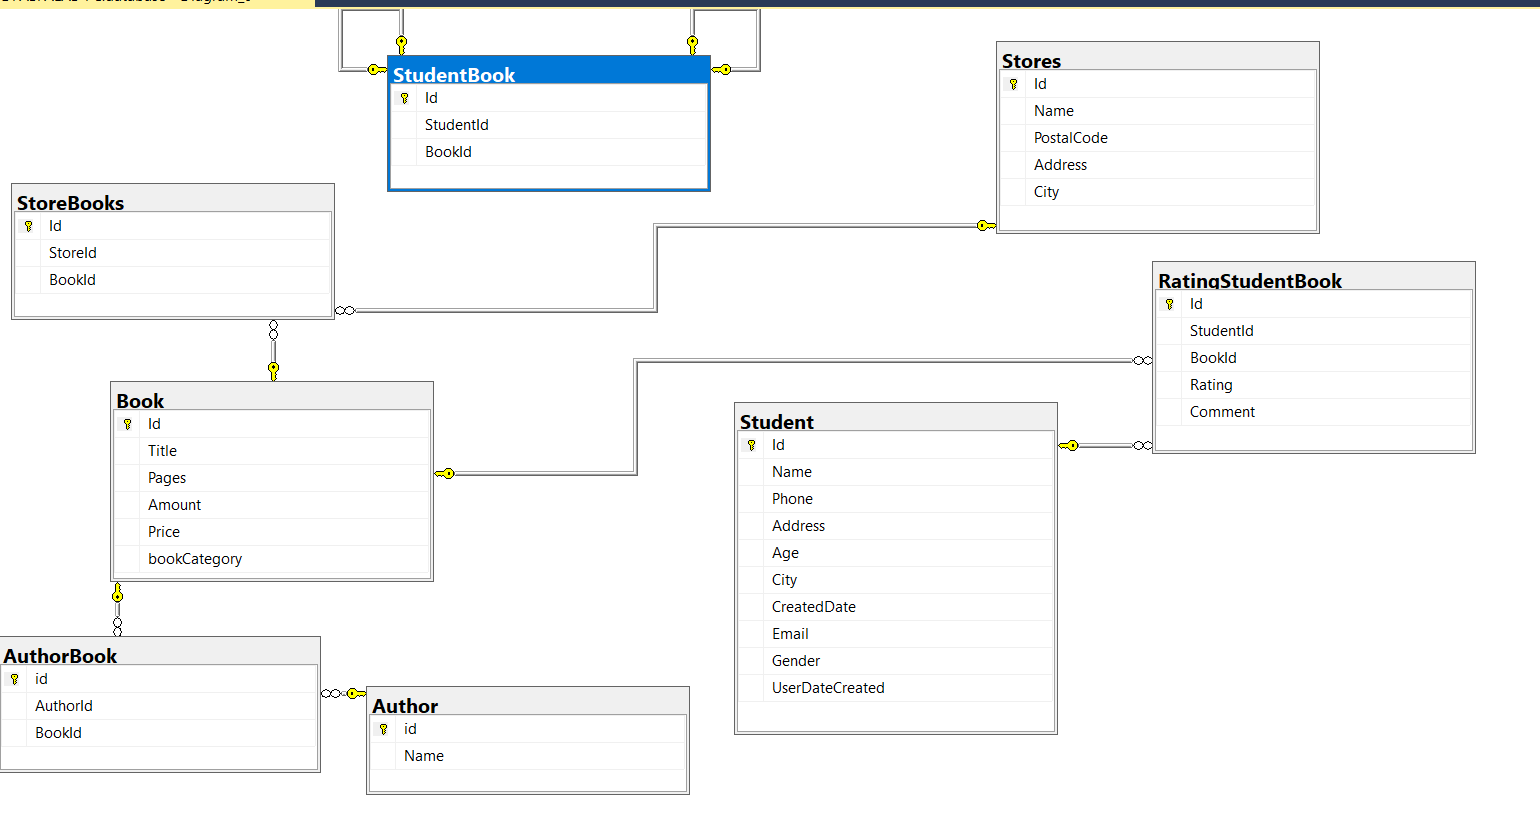 StudentBook
Id
StudentId
BookId
Stores
Id
Name
PostalCode
Address
City
StoreBooks
Id
StoreId
BookId
RatingStudentBook
Id
StudentId
BookId
Rating
Comment
Book
Id
Title
Pages
Amount
Price
bookCategory
Student
Id
Name
Phone
Address
Age
City
CreatedDate
Email
Gender
UserDateCreated
AuthorBook
id
AuthorId
BookId
Author
id
Name